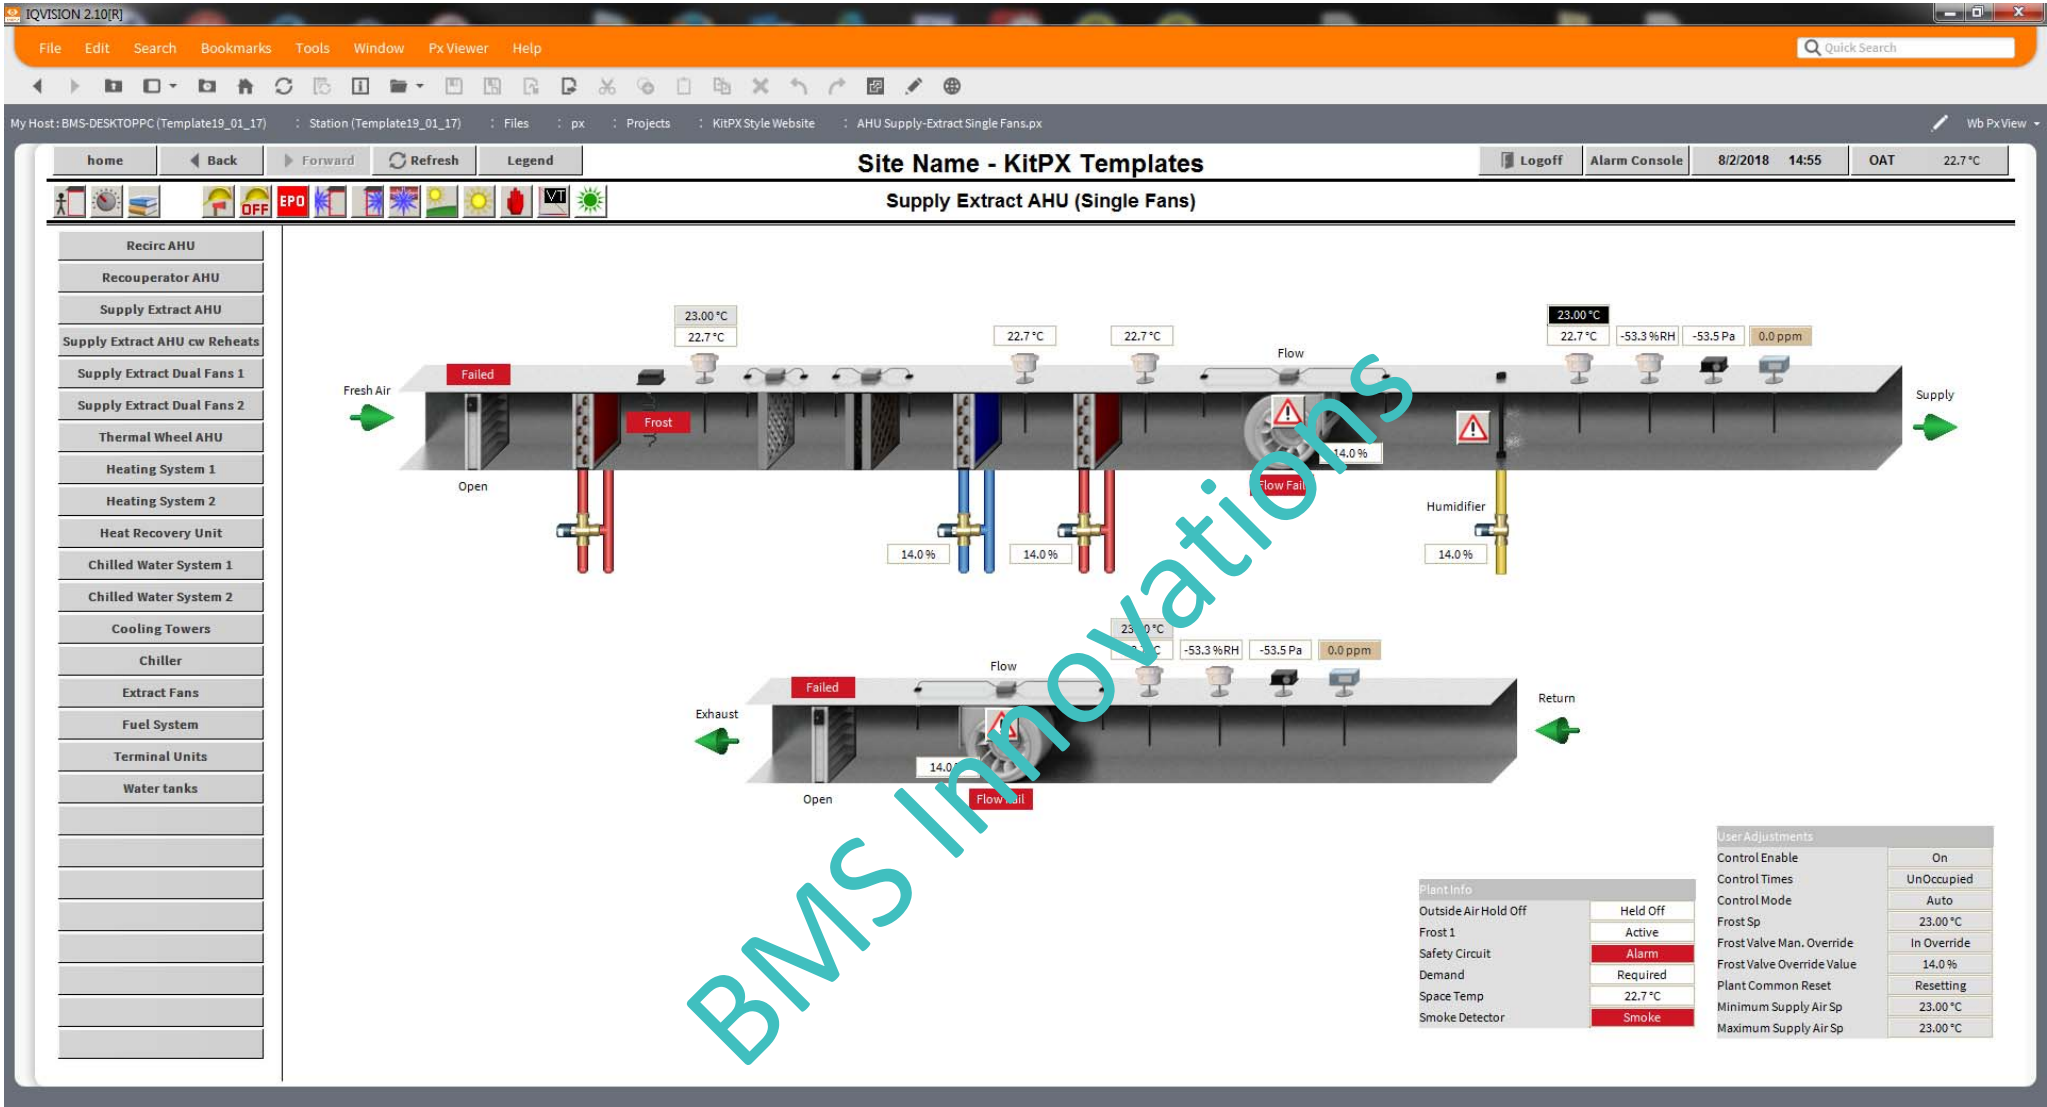 IQVISION 2.10[R]
File Edit Search Bookmarks Tools Window Px Viewer Help
Quick Search
My Host : BMS-DESKTOPPC (Template19_01_17) : Station (Template19_01_17) : Files : px : Projects : KitPX Style Website : AHU Supply-Extract Single Fans.px
Wb Px View
home Back Forward Refresh Legend
Site Name - KitPX Templates
Logoff Alarm Console 8/2/2018 14:55 OAT 22.7 °C
OFF EPO VT
Supply Extract AHU (Single Fans)
Recirc AHU
Recouperator AHU
Supply Extract AHU
Supply Extract AHU cw Reheats
Supply Extract Dual Fans 1
Supply Extract Dual Fans 2
Thermal Wheel AHU
Heating System 1
Heating System 2
Heat Recovery Unit
Chilled Water System 1
Chilled Water System 2
Cooling Towers
Chiller
Extract Fans
Fuel System
Terminal Units
Water tanks
23.00 °C
23.00 °C
22.7 °C
22.7 °C
22.7 °C
22.7 °C
-53.3 %RH
-53.5 Pa
0.0 ppm
Flow
Failed
Fresh Air
Supply
Frost
14.0 %
Open
Flow Fail
Humidifier
14.0 %
14.0 %
14.0 %
-53.3 %RH
-53.5 Pa
0.0 ppm
Flow
Failed
Exhaust
Return
Open
BMS Innovations
Plant Info
Outside Air Hold Off Held Off
Frost 1 Active
Safety Circuit Alarm
Demand Required
Space Temp 22.7 °C
Smoke Detector Smoke
User Adjustments
Control Enable On
Control Times UnOccupied
Control Mode Auto
Frost Sp 23.00 °C
Frost Valve Man. Override In Override
Frost Valve Override Value 14.0 %
Plant Common Reset Resetting
Minimum Supply Air Sp 23.00 °C
Maximum Supply Air Sp 23.00 °C